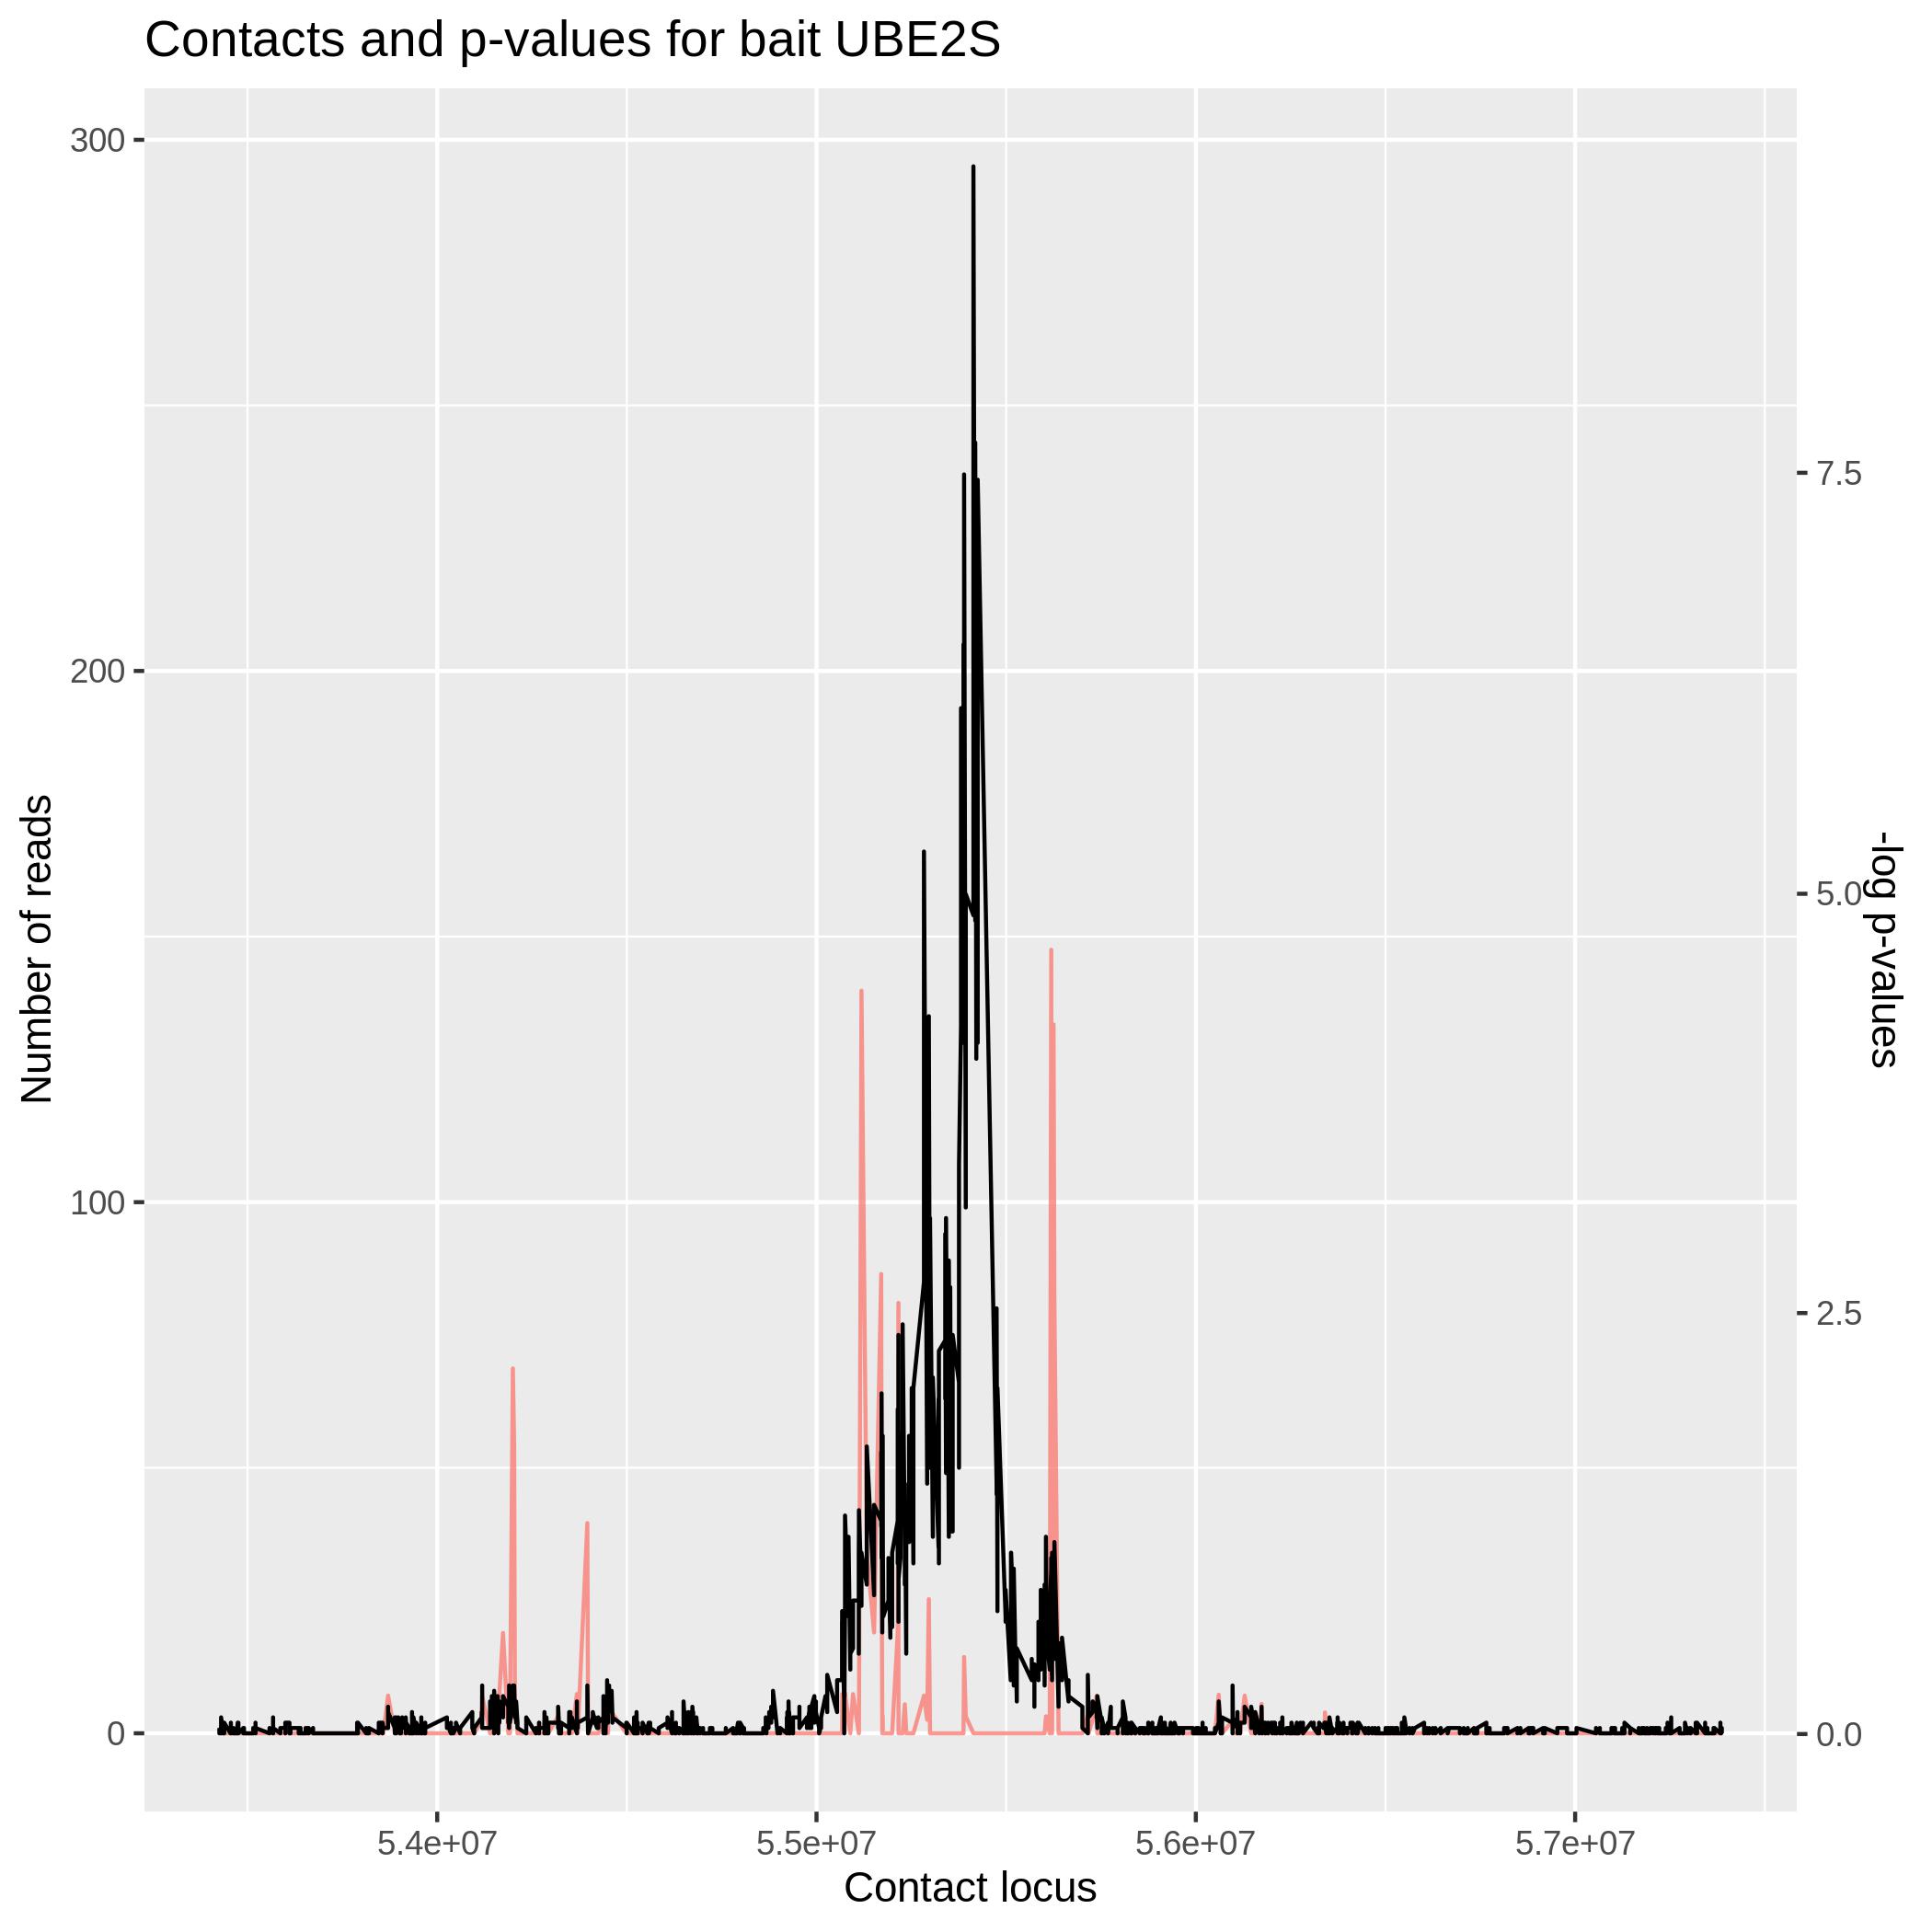 Contacts and p-values for bait UBE2S
300
200
100
0
Number of reads
7.5
5.0
2.5
0.0
-log p-values
5.4e+07
5.5e+07
5.6e+07
5.7e+07
Contact locus